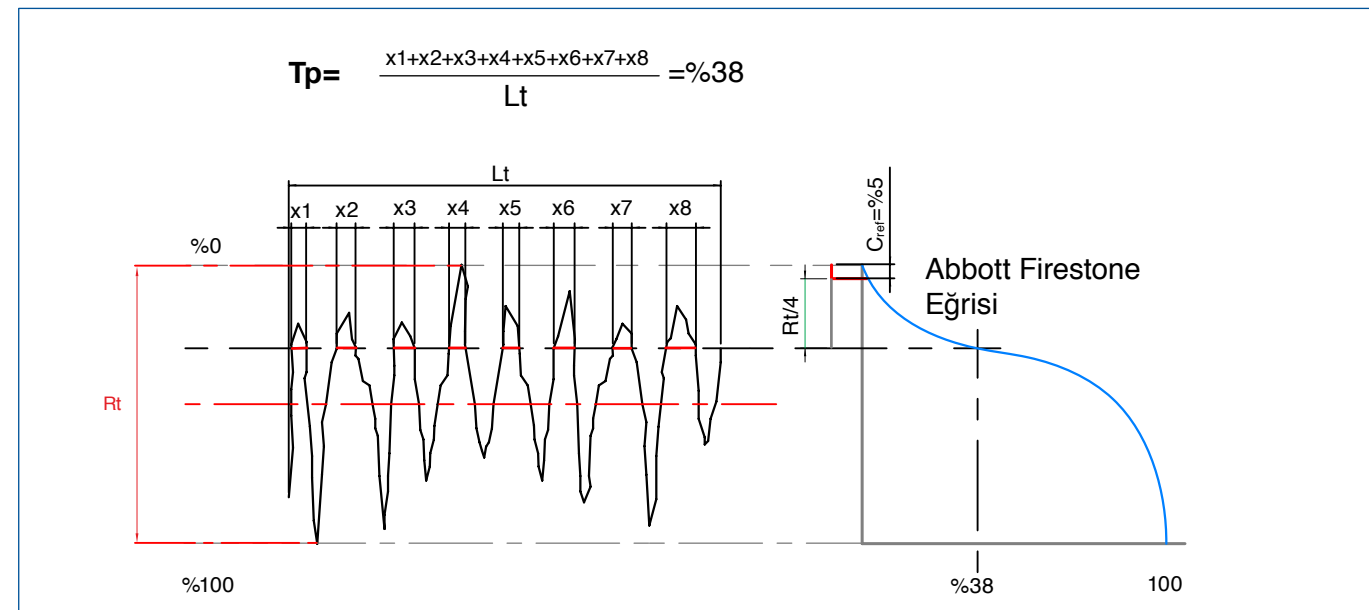 x1+x2+x3+x4+x5+x6+x7+x8
Tp= =%38
Lt
Lt
x1 x2 x3 x4 x5 x6 x7 x8
%0
Cref=%5
Abbott Firestone
Eğrisi
Rt/4
Rt
%100
%38
100